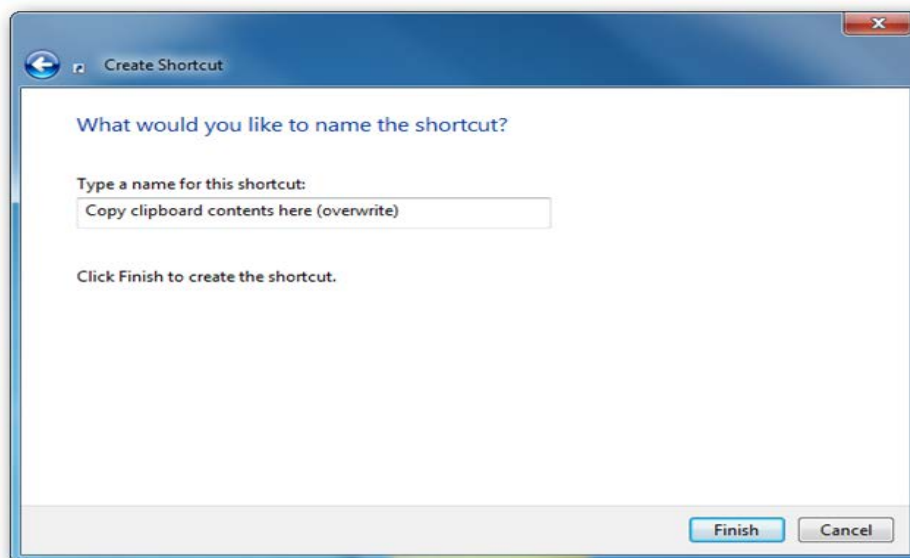 Create Shortcut
What would you like to name the shortcut?
Type a name for this shortcut:
Copy clipboard contents here (overwrite)
Click Finish to create the shortcut.
Finish Cancel